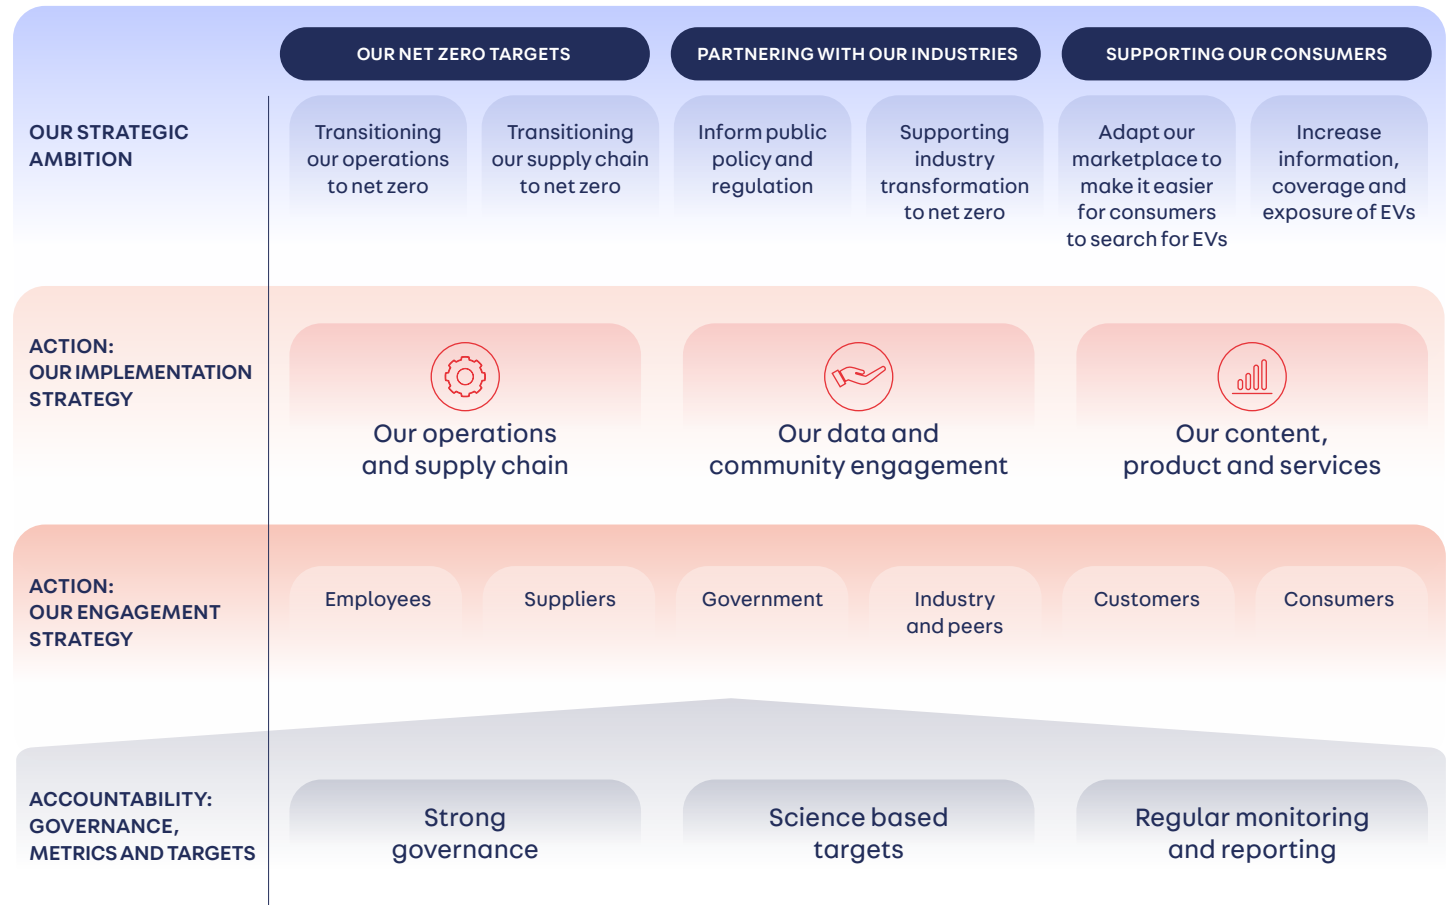 OUR NET ZERO TARGETS
PARTNERING WITH OUR INDUSTRIES
SUPPORTING OUR CONSUMERS
OUR STRATEGIC
AMBITION
Transitioning
our operations
to net zero
Transitioning
our supply chain
to net zero
Inform public
policy and
regulation
Supporting
industry
transformation
to net zero
Adapt our
marketplace to
make it easier
for consumers
to search for EVs
Increase
information,
coverage and
exposure of EVs
ACTION:
OUR IMPLEMENTATION
STRATEGY
Our operations
and supply chain
Our data and
community engagement
Our content,
product and services
ACTION:
OUR ENGAGEMENT
STRATEGY
Employees
Suppliers
Government
Industry
and peers
Customers
Consumers
ACCOUNTABILITY:
GOVERNANCE,
METRICS AND TARGETS
Strong
governance
Science based
targets
Regular monitoring
and reporting